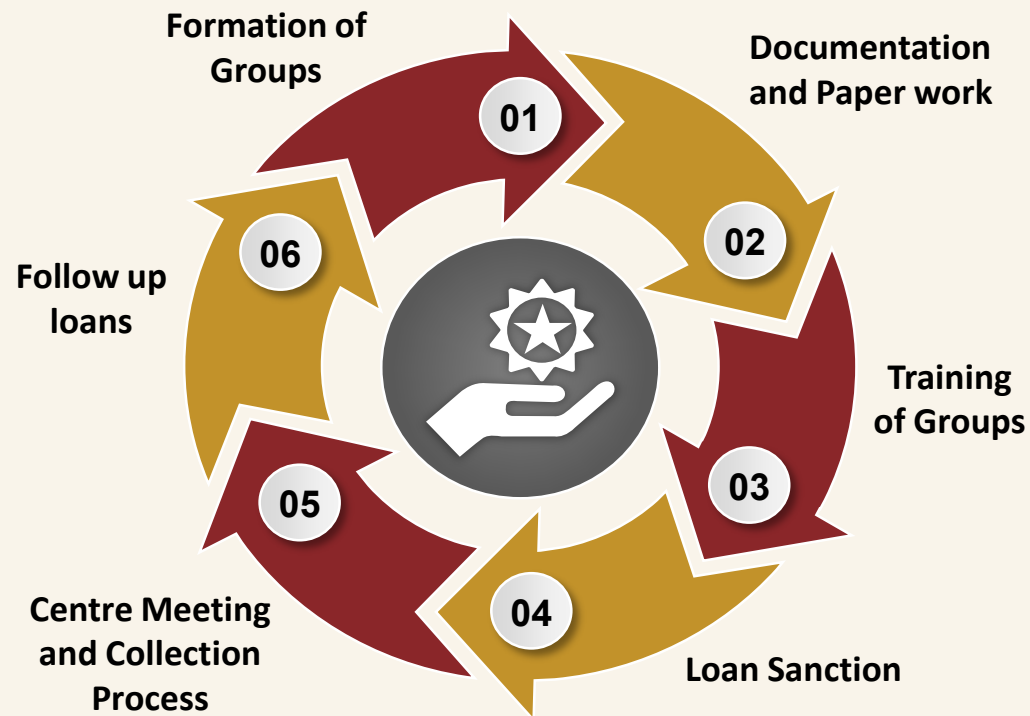 Formation of
Groups
01
Documentation
and Paper work
02
Training
of Groups
03
Loan Sanction
04
Centre Meeting
and Collection
Process
05
Follow up
loans
06